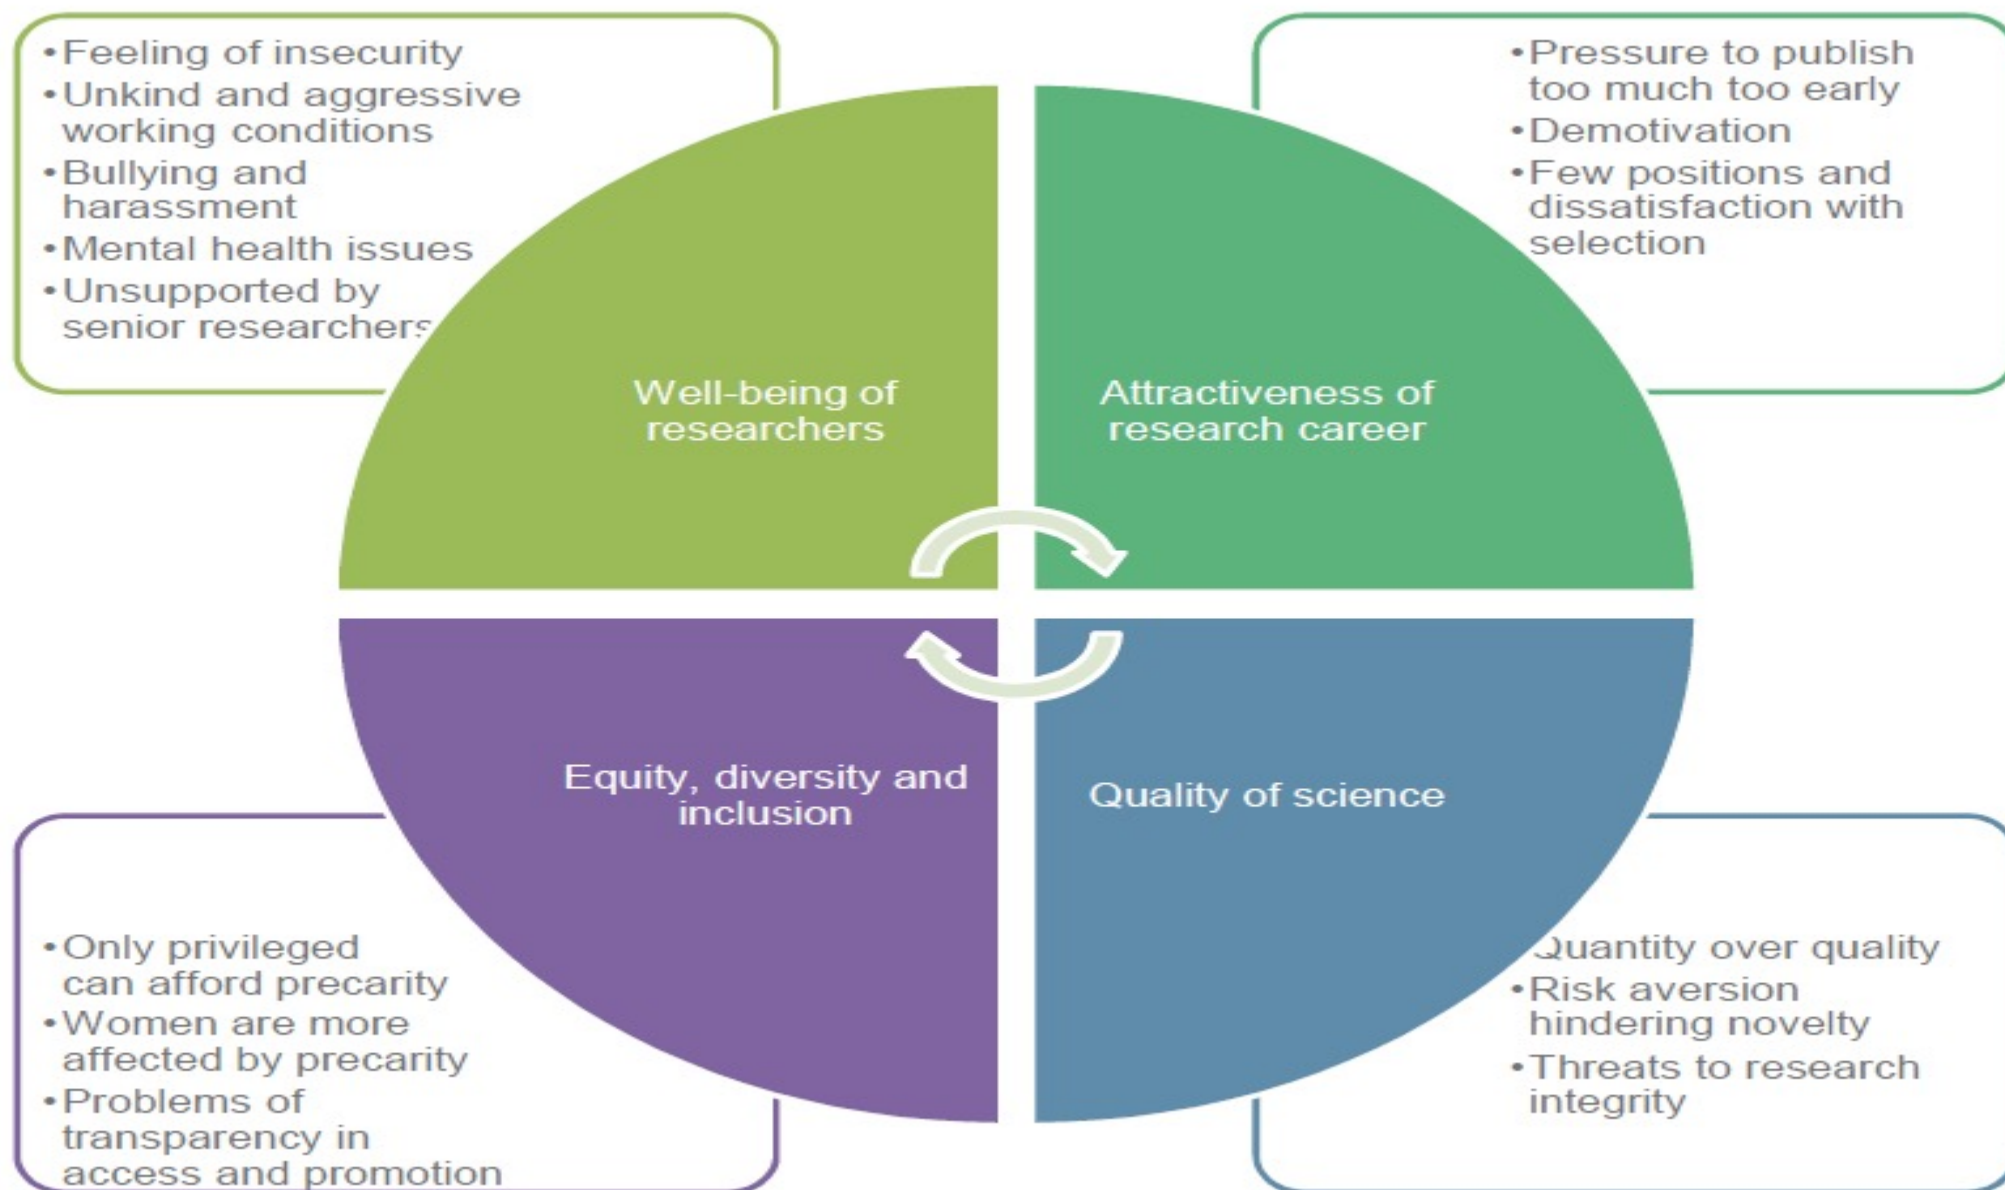 •Feeling of insecurity
•Unkind and aggressive
working conditions
•Bullying and
harassment
•Mental health issues
•Unsupported by
senior researchers
•Pressure to publish
too much too early
•Demotivation
•Few positions and
dissatisfaction with
selection
Well-being of
researchers
Attractiveness of
research career
Equity, diversity and
inclusion
Quality of science
•Only privileged
can afford precarity
•Women are more
affected by precarity
•Problems of
transparency in
access and promotion
Quantity over quality
•Risk aversion
hindering novelty
•Threats to research
integrity